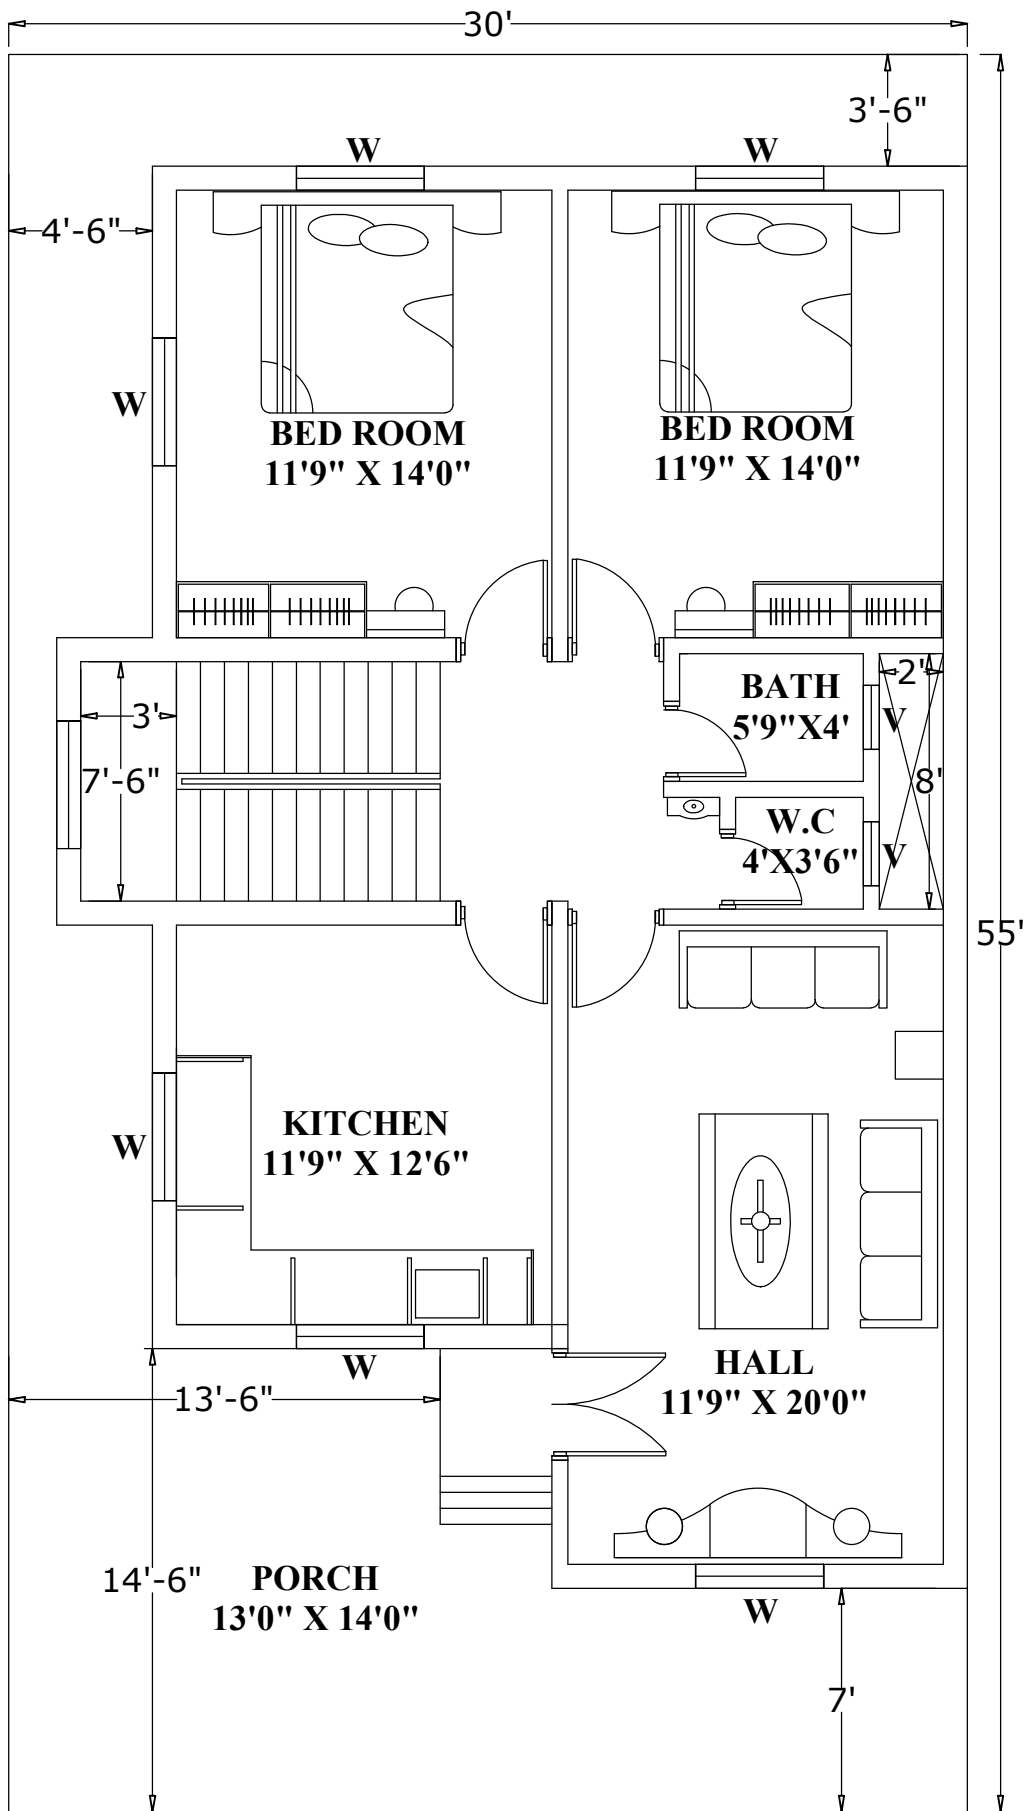 30'
3'-6"
W
W
4'-6"
W
BED ROOM
11'9" X 14'0"
BED ROOM
11'9" X 14'0"
BATH
5'9"X4'
2'
V
3'
7'-6"
8'
W.C
4'X3'6"
V
55'
KITCHEN
11'9" X 12'6"
W
W
HALL
11'9" X 20'0"
13'-6"
14'-6"
PORCH
13'0" X 14'0"
W
7'